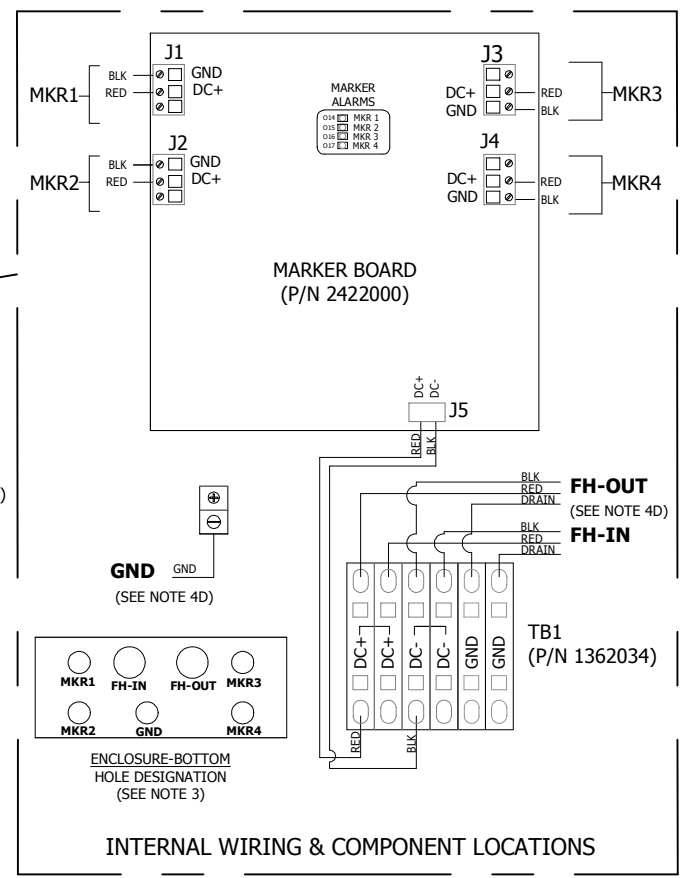 J1
J3
MKR1
BLK
GND
RED
DC+
MARKER
ALARMS
O14 MKR 1
O15 MKR 2
O16 MKR 3
O17 MKR 4
DC+
RED
MKR3
GND
BLK
J2
J4
MKR2
BLK
GND
RED
DC+
DC+
RED
MKR4
GND
BLK
MARKER BOARD
(P/N 2422000)
DC+
DC-
J5
RED
BLK
)
BLK
RED
DRAIN
FH-OUT
(SEE NOTE 4D)
BLK
RED
DRAIN
FH-IN
GND
GND
(SEE NOTE 4D)
DC+
DC+
DC-
DC-
GND
GND
TB1
(P/N 1362034)
RED
BLK
MKR1
FH-IN
FH-OUT
MKR3
MKR2
GND
MKR4
ENCLOSURE-BOTTOM
HOLE DESIGNATION
(SEE NOTE 3)
INTERNAL WIRING & COMPONENT LOCATIONS